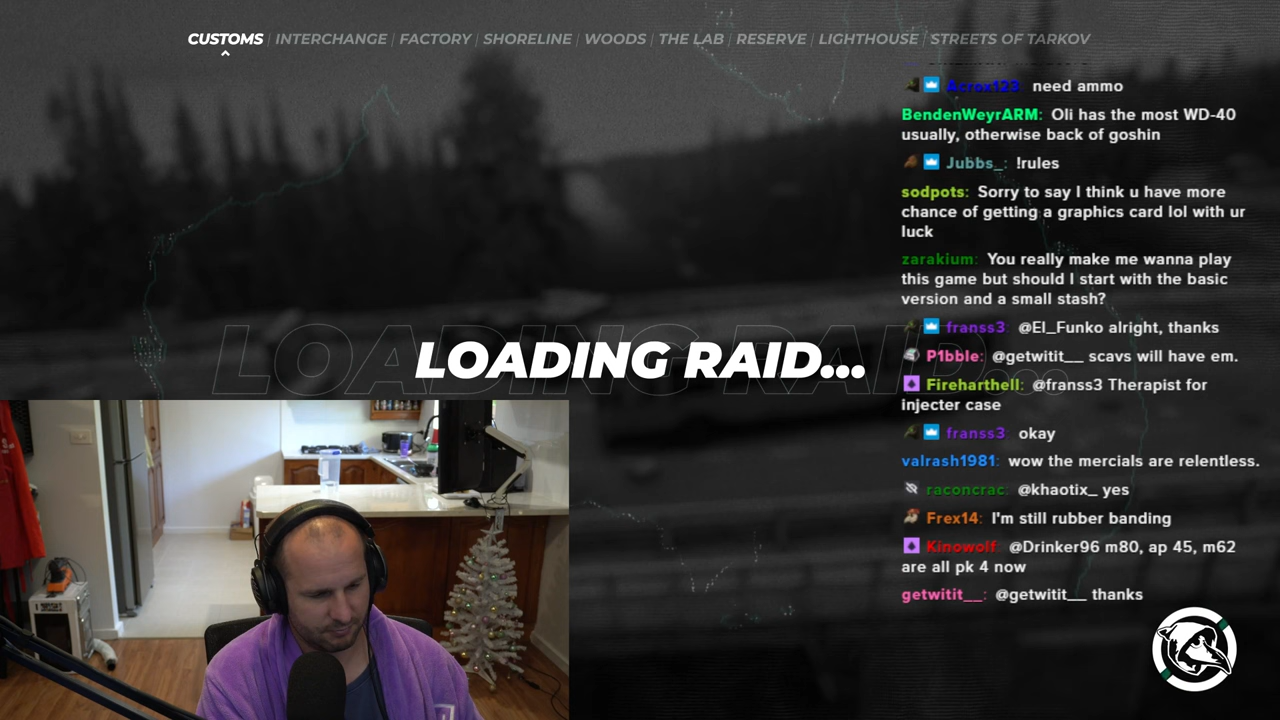 CUSTOMS | INTERCHANGE | FACTORY | SHORELINE | WOODS | THE LAB | RESERVE | LIGHTHOUSE | STREETS OF TARKOV
Acrox123: need ammo
BendenWeyrARM: Oli has the most WD-40
usually, otherwise back of goshin
Jubbs_: !rules
sodpots: Sorry to say I think u have more
chance of getting a graphics card lol with ur
luck
zarakium: You really make me wanna play
this game but should I start with the basic
version and a small stash?
franss3: @El_Funko alright, thanks
LOADING RAID...
LOADING RAID...
P1bble: @getwitit__ scavs will have em.
Fireharthell: @franss3 Therapist for
injecter case
franss3: okay
valrash1981: wow the mercials are relentless.
raconcrac: @khaotix_ yes
Frex14: I'm still rubber banding
Kinowolf: @Drinker96 m80, ap 45, m62
are all pk 4 now
getwitit__: @getwitit__ thanks